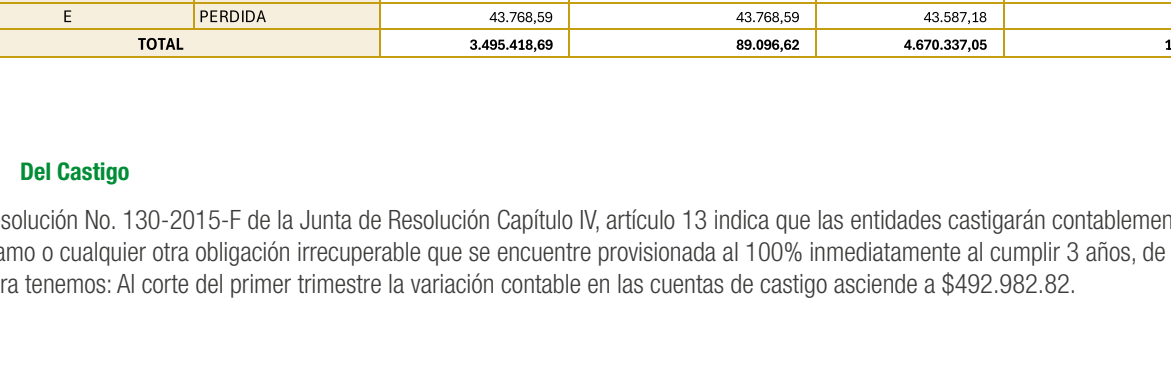 E PERDIDA 43.768,59 43.768,59 43.587,18
TOTAL 3.495.418,69 89.096,62 4.670.337,05 1
Del Castigo
solución No. 130-2015-F de la Junta de Resolución Capítulo IV, artículo 13 indica que las entidades castigarán contablemen
amo o cualquier otra obligación irrecuperable que se encuentre provisionada al 100% inmediatamente al cumplir 3 años, de
ra tenemos: Al corte del primer trimestre la variación contable en las cuentas de castigo asciende a $492.982.82.